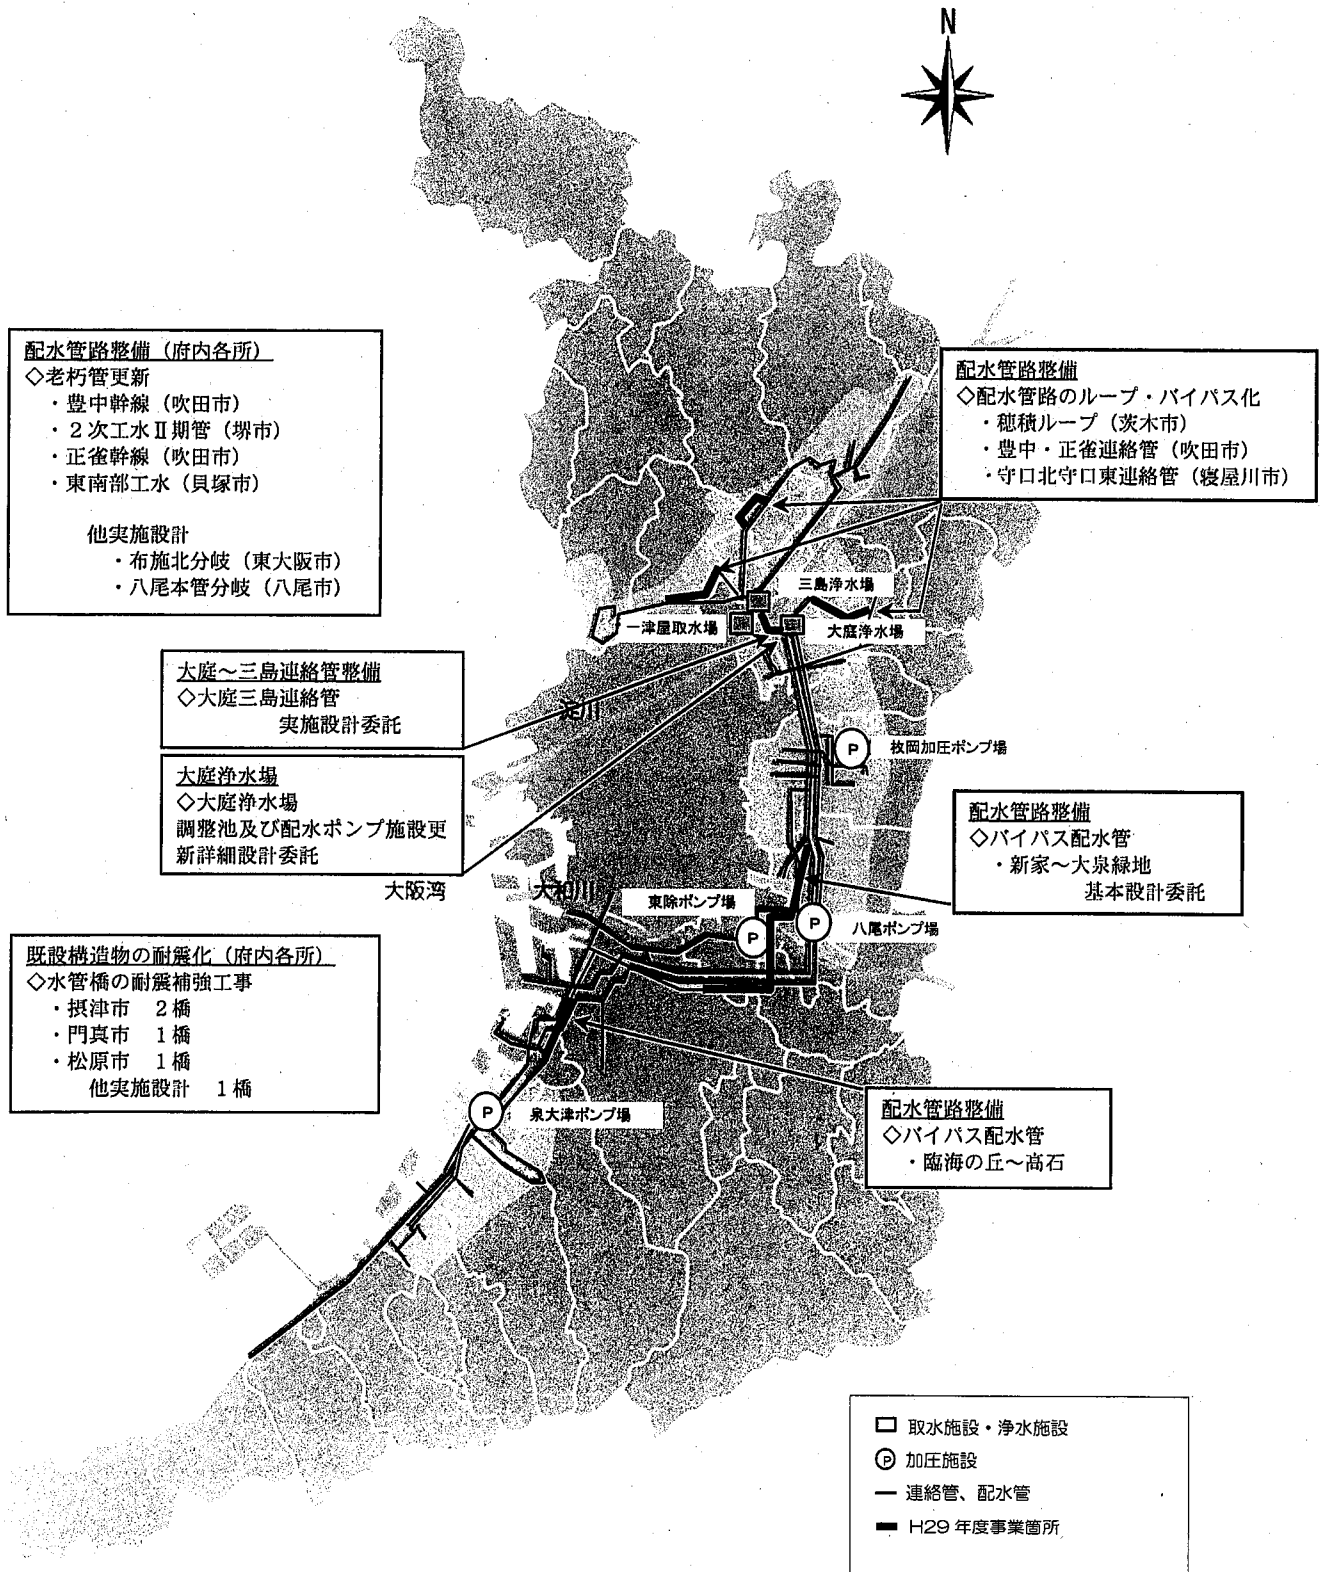 N
配水管路整備（府内各所）
◇老朽管更新
・豊中幹線（吹田市）
・２次工水Ⅱ期管（堺市）
・正雀幹線（吹田市）
・東南部工水（貝塚市）
他実施設計
・布施北分岐（東大阪市）
・八尾本管分岐（八尾市）
配水管路整備
◇配水管路のループ・バイパス化
・穂積ループ（茨木市）
・豊中・正雀連絡管（吹田市）
・守口北守口東連絡管（寝屋川市）
三島浄水場
一津屋取水場
大庭浄水場
大庭～三島連絡管整備
◇大庭三島連絡管
実施設計委託
淀川
大庭浄水場
◇大庭浄水場
調整池及び配水ポンプ施設更
新詳細設計委託
P
枚岡加圧ポンプ場
配水管路整備
◇バイパス配水管
・新家～大泉緑地
基本設計委託
大阪湾
大和川
東除ポンプ場
P
P
八尾ポンプ場
既設構造物の耐震化（府内各所）
◇水管橋の耐震補強工事
・摂津市　２橋
・門真市　１橋
・松原市　１橋
他実施設計　１橋
P
泉大津ポンプ場
配水管路整備
◇バイパス配水管
・臨海の丘～高石
取水施設・浄水施設
P 加圧施設
連絡管、配水管
H29 年度事業箇所